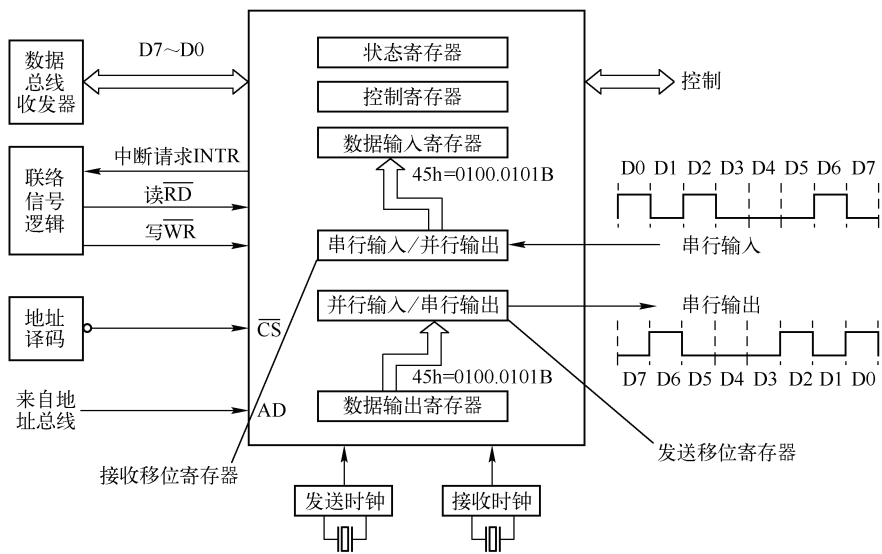 数据
总线
收发器
D7～D0
状态寄存器
控制寄存器
数据输入寄存器
控制
联络
信号
逻辑
中断请求INTR
读RD
写WR
45h=0100.0101B
串行输入/并行输出
D0 D1 D2 D3 D4 D5 D6 D7
串行输入
地址
译码
CS
并行输入/串行输出
串行输出
45h=0100.0101B
D7 D6 D5 D4 D3 D2 D1 D0
来自地
址总线
AD
数据输出寄存器
接收移位寄存器
发送移位寄存器
发送时钟
接收时钟